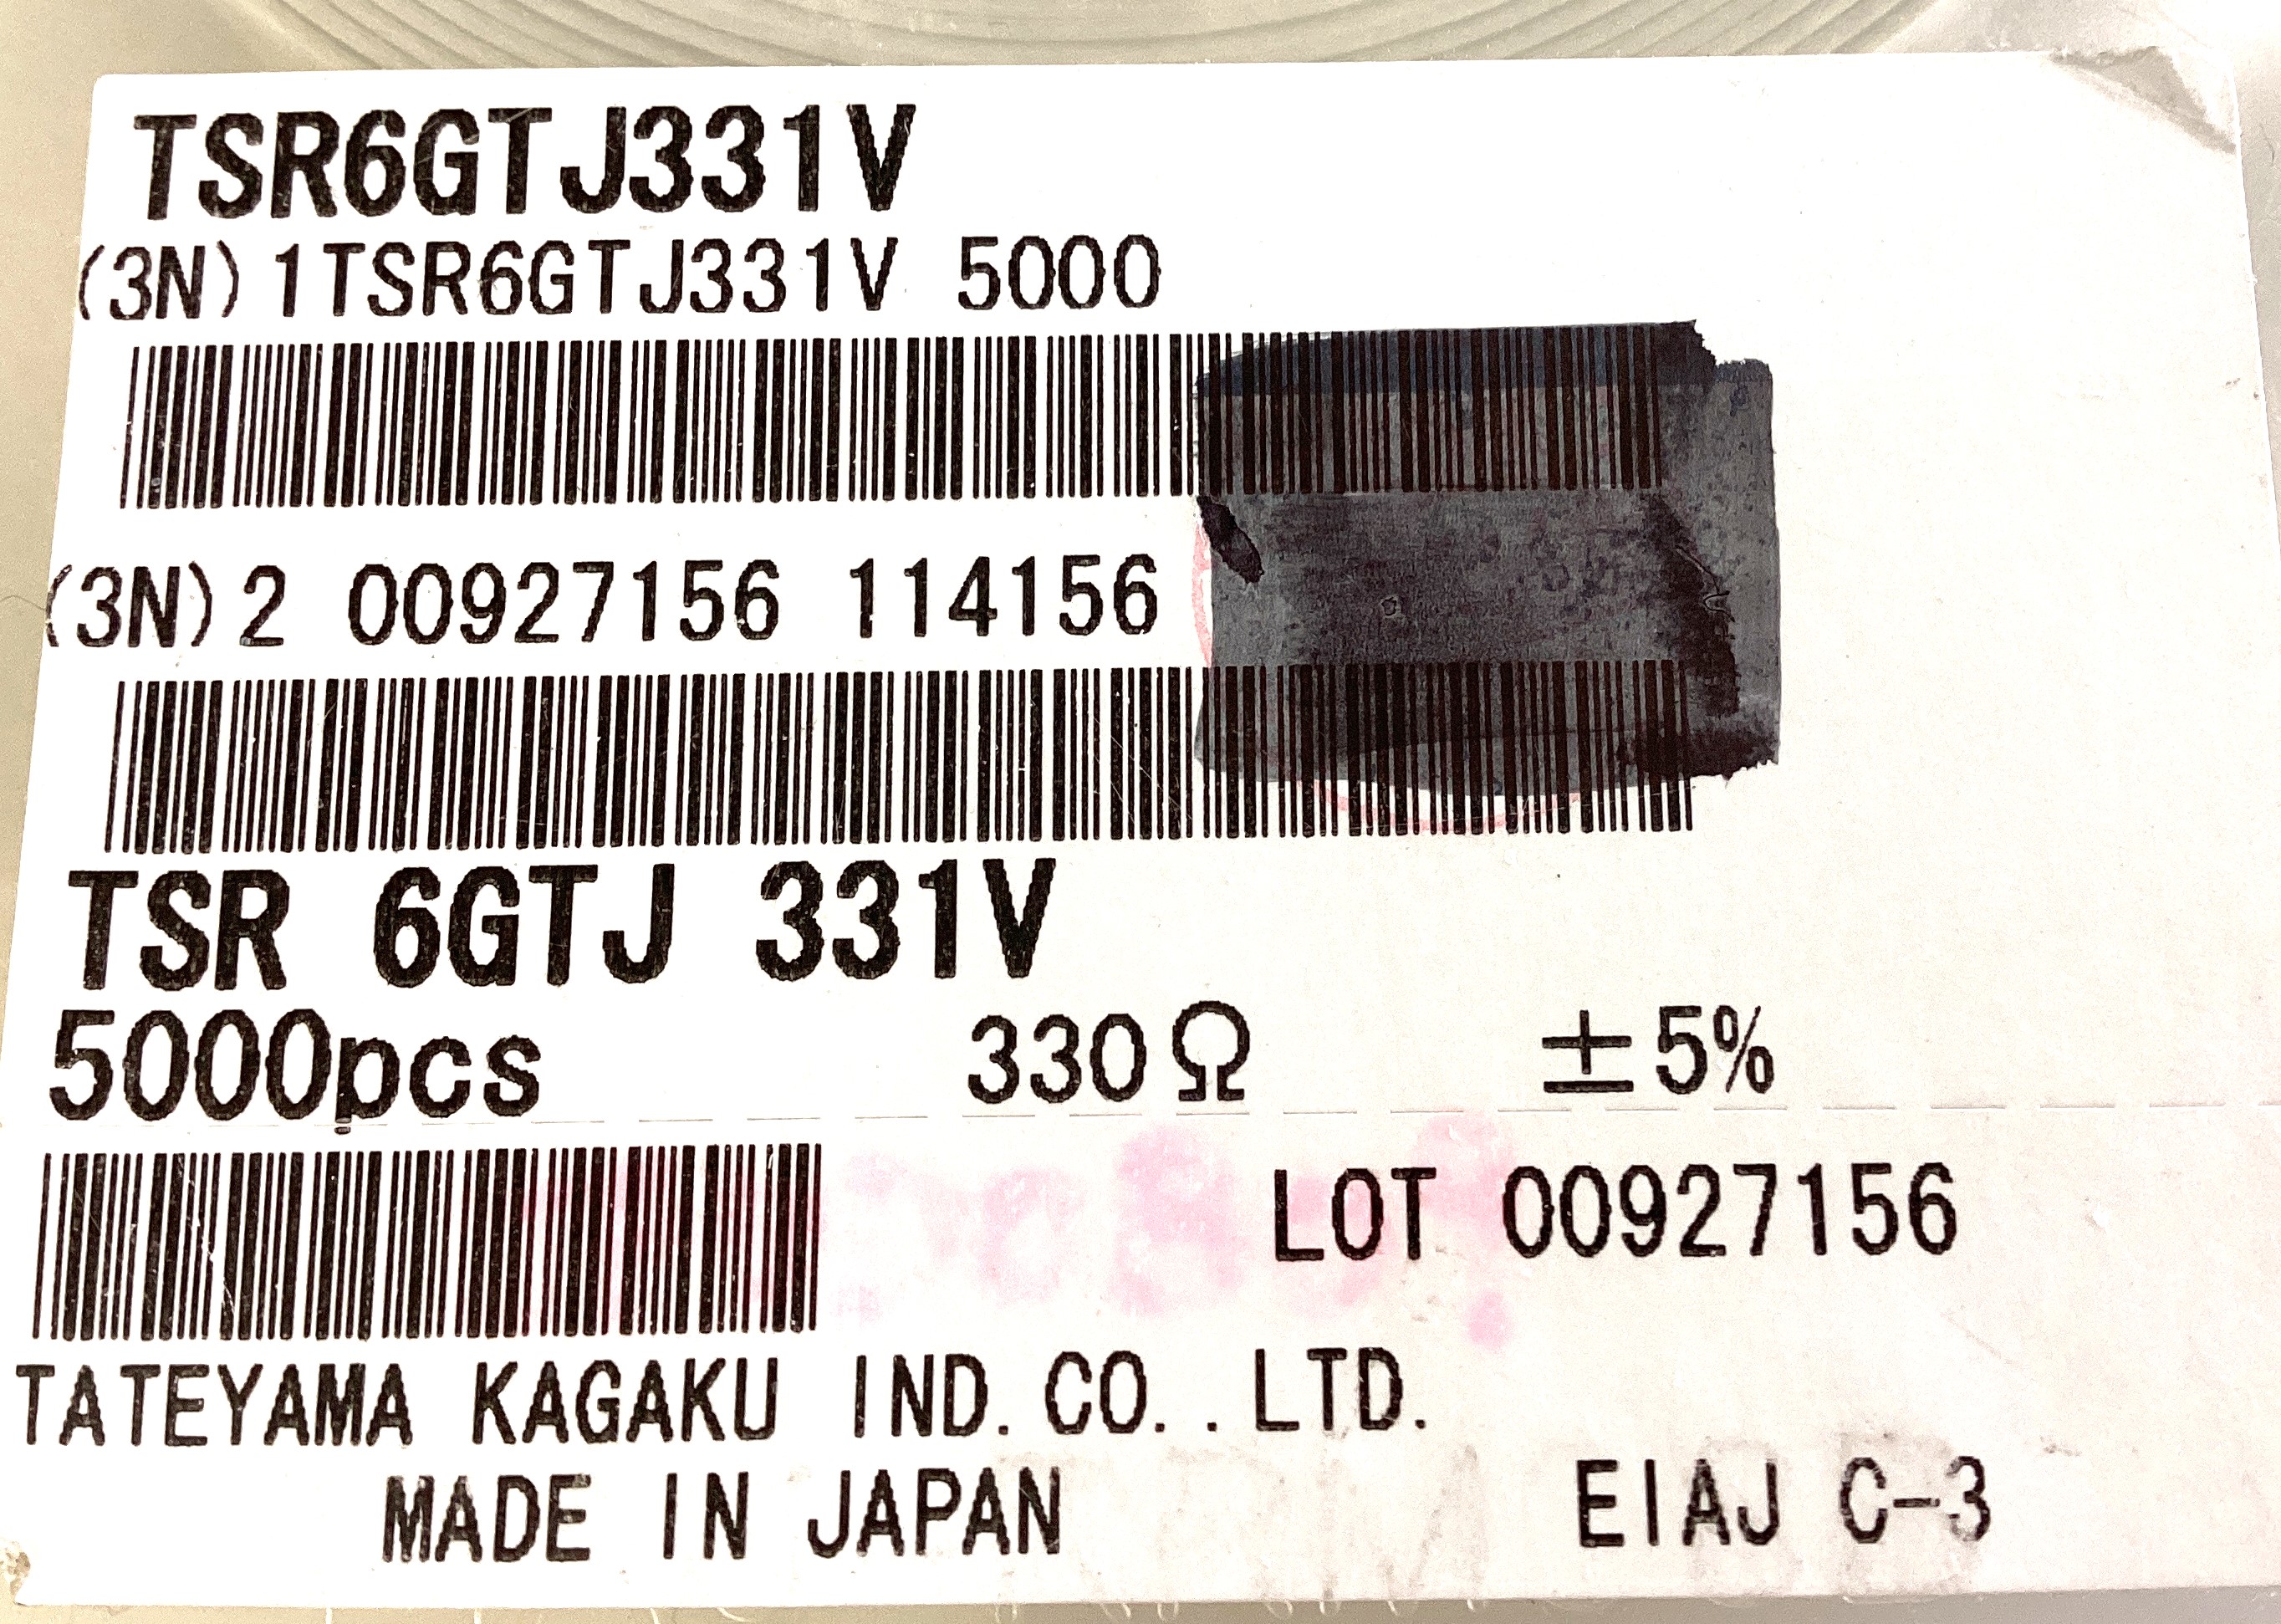 TSR6GTJ331V
(3N)1TSR6GTJ331V 5000
(3N)2 00927156 114156
TSR 6GTJ 331V
5000pcs 330Ω ±5%
LOT 00927156
TATEYAMA KAGAKU IND.CO..LTD.
MADE IN JAPAN
EIAJ C-3